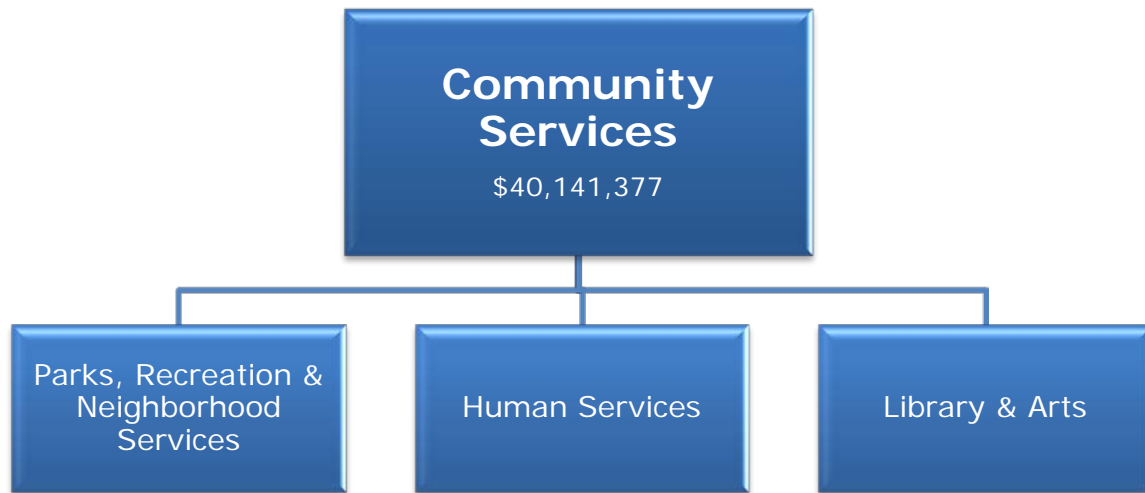 Community
Services
$40,141,377
Parks, Recreation &
Neighborhood
Services
Human Services
Library & Arts